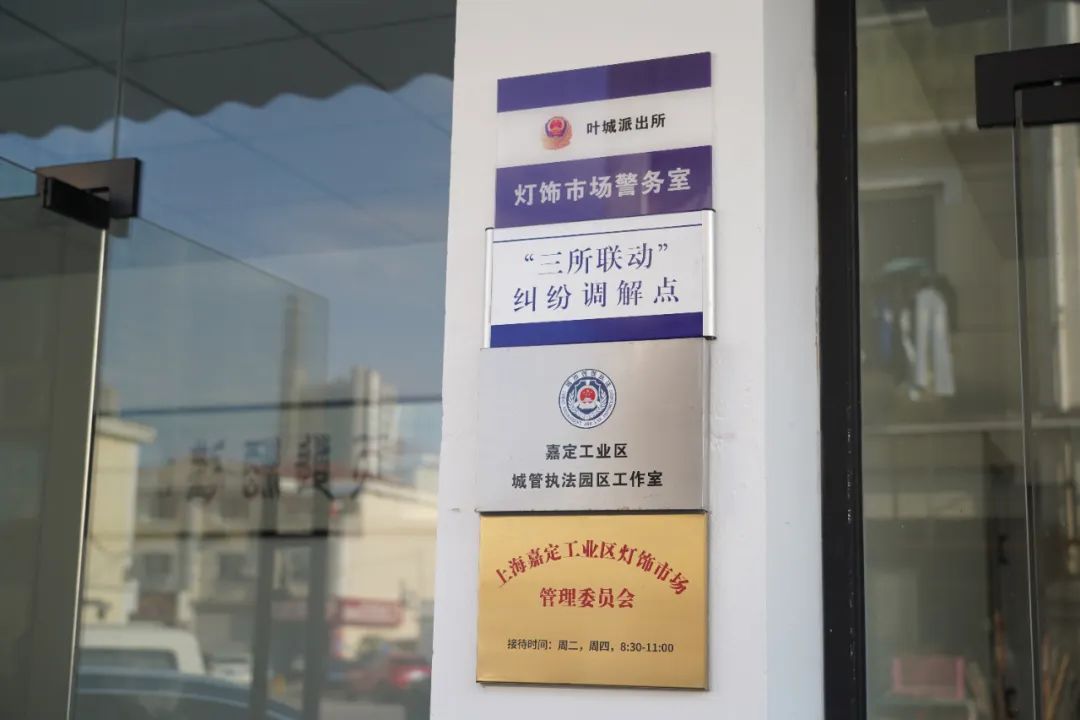 叶城派出所
灯饰市场警务室
“三所联动”
纠纷调解点
嘉定工业区
城管执法园区工作室
上海嘉定工业区灯饰市场
管理委员会
接待时间：周二，周四，8:30-11:00